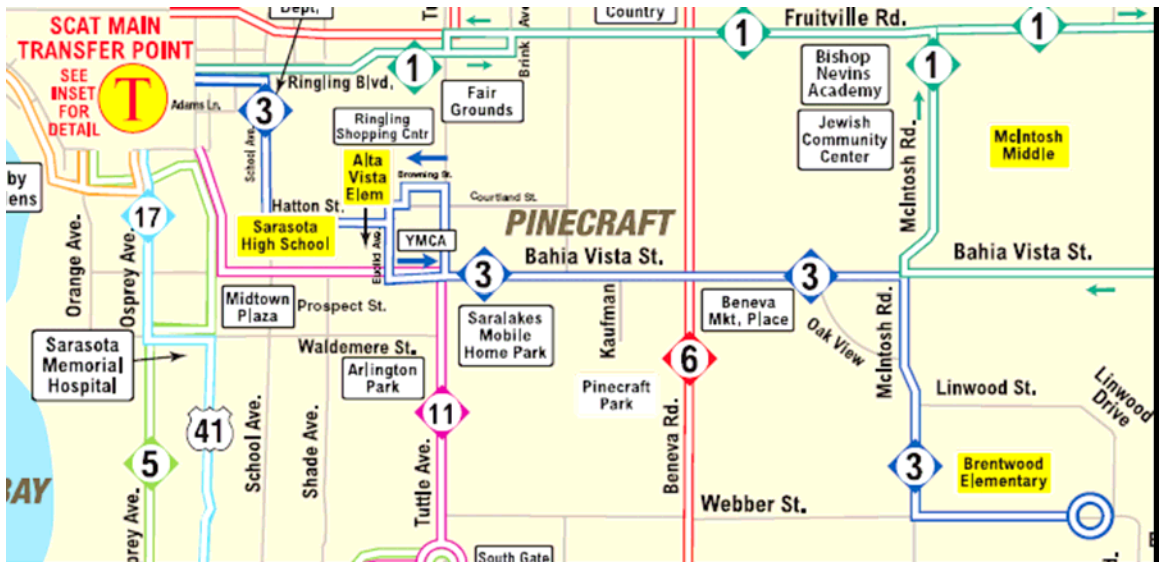 Dept,
Country
Fruitville Rd.
1
1
SCAT MAIN
TRANSFER POINT
SEE
INSET
FOR
DETAIL
T
Adams Ln.
3
Ringling Blvd,
1
Brink
Fair
Grounds
Bishop
Nevins
Academy
1
Jewish
Community
Center
McIntosh Rd.
McIntosh
Middle
Ringling
Shopping Cntr
School Ave.
Alta
Vista
Elem
Browning St.
Courtland St.
by
lens
17
Hatton St.
Sarasota
High School
Euclid Ave.
YMCA
PINECRAFT
Bahia Vista St.
Bahia Vista St.
3
3
Orange Ave.
Osprey Ave.
Midtown
Plaza
Prospect St.
Saralakes
Mobile
Home Park
Kaufman
Beneva
Mkt, Place
Oak View
McIntosh Rd.
Sarasota
Memorial
Hospital
Waldemere St.
Arlington
Park
6
Pinecraft
Park
Linwood St.
Linwood
Drive
41
11
School Ave.
Shade Ave.
Tuttle Ave.
Beneva Rd.
5
3
Brentwood
Elementary
BAY
prey Ave.
Webber St.
South Gate